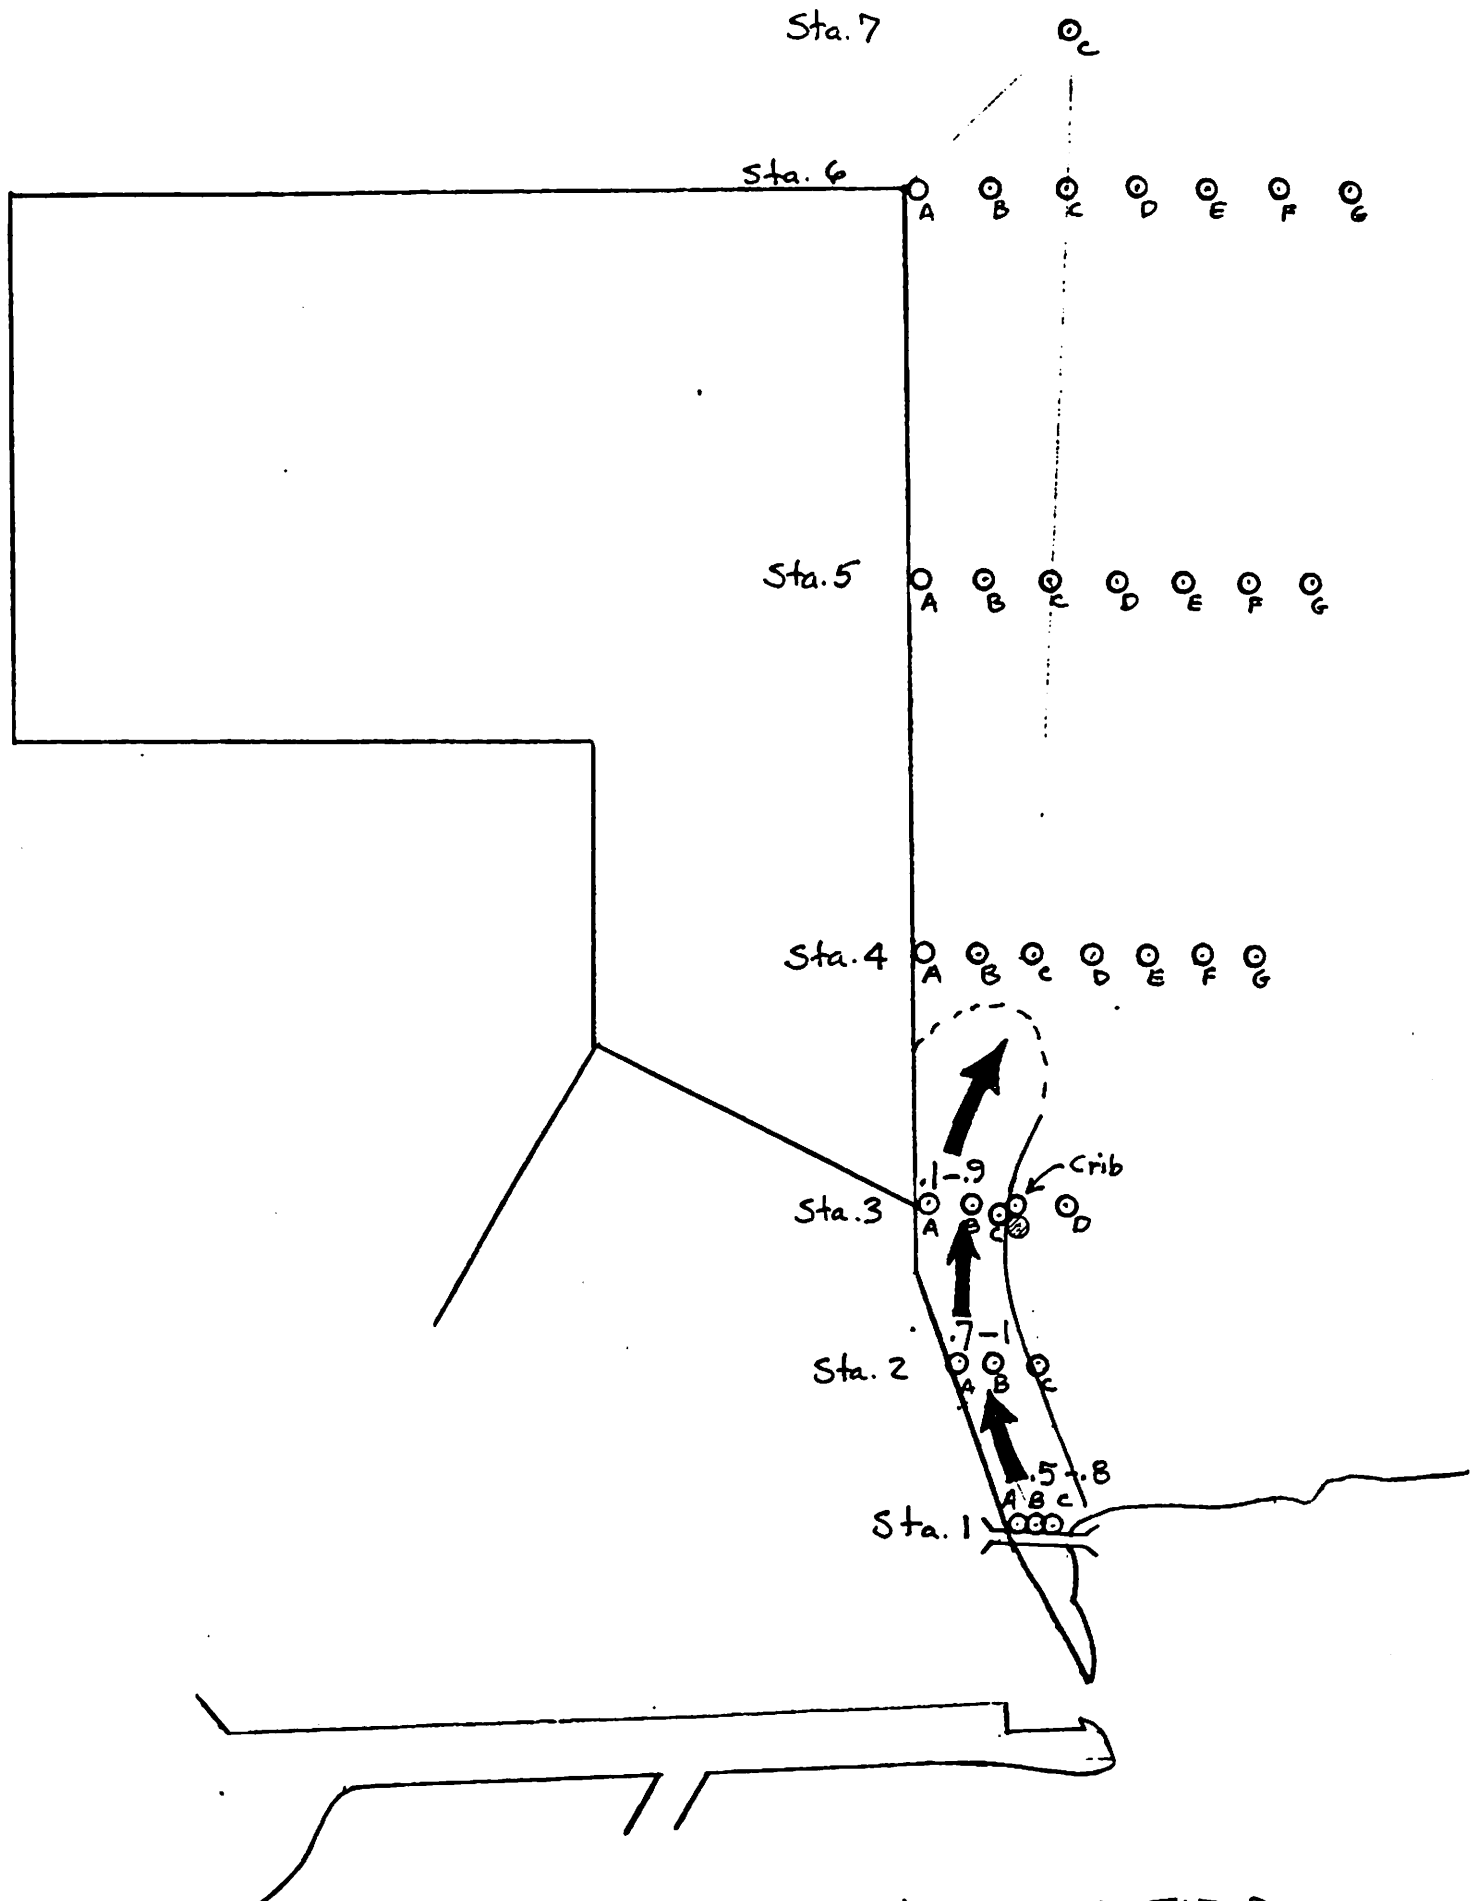 Sta. 7
C
Sta. 6
A B C D E F G
Sta. 5
A B C D E F G
Sta. 4
A B C D E F G
.1-.9
Crib
Sta. 3
A B C D
.7-1
Sta. 2
A B C
.5-.8
A B C
Sta. 1